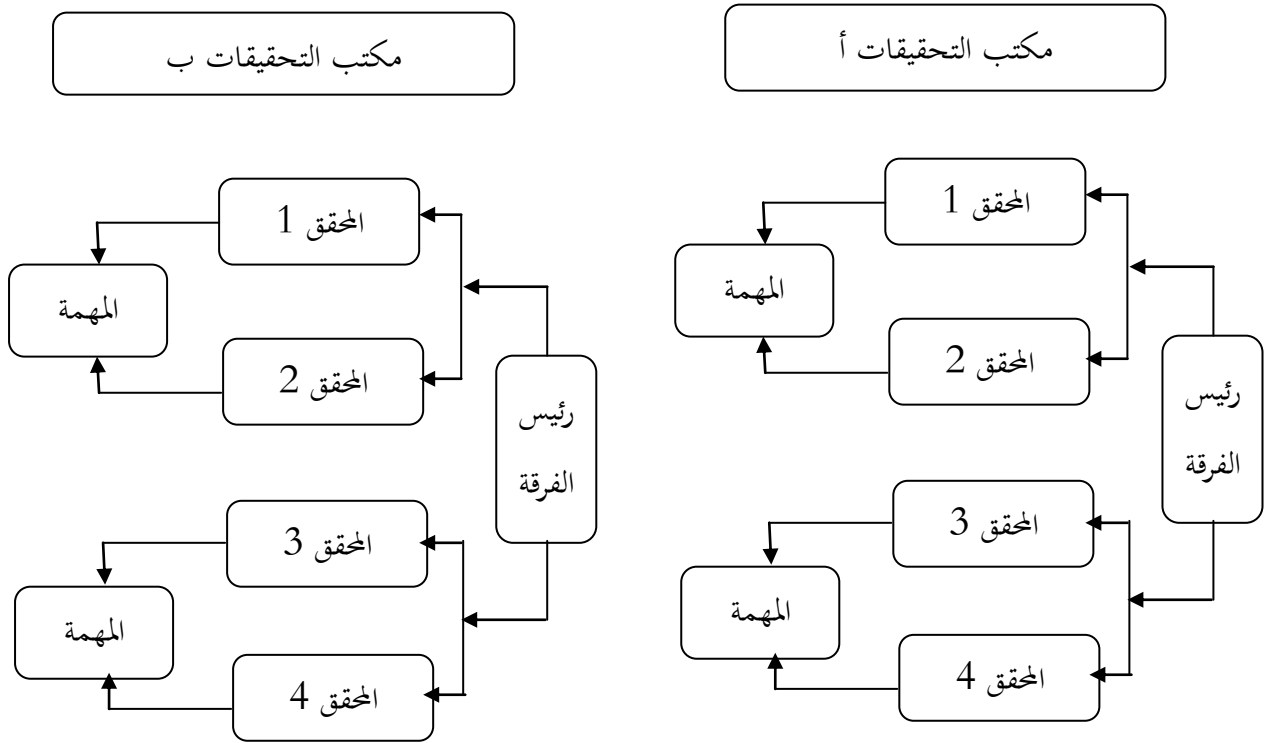 مكتب التحقيقات أ
المحقق 1
المهمة
المحقق 2
رئيس
الفرقة
المحقق 3
المهمة
المحقق 4
مكتب التحقيقات ب
المحقق 1
المهمة
المحقق 2
رئيس
الفرقة
المحقق 3
المهمة
المحقق 4